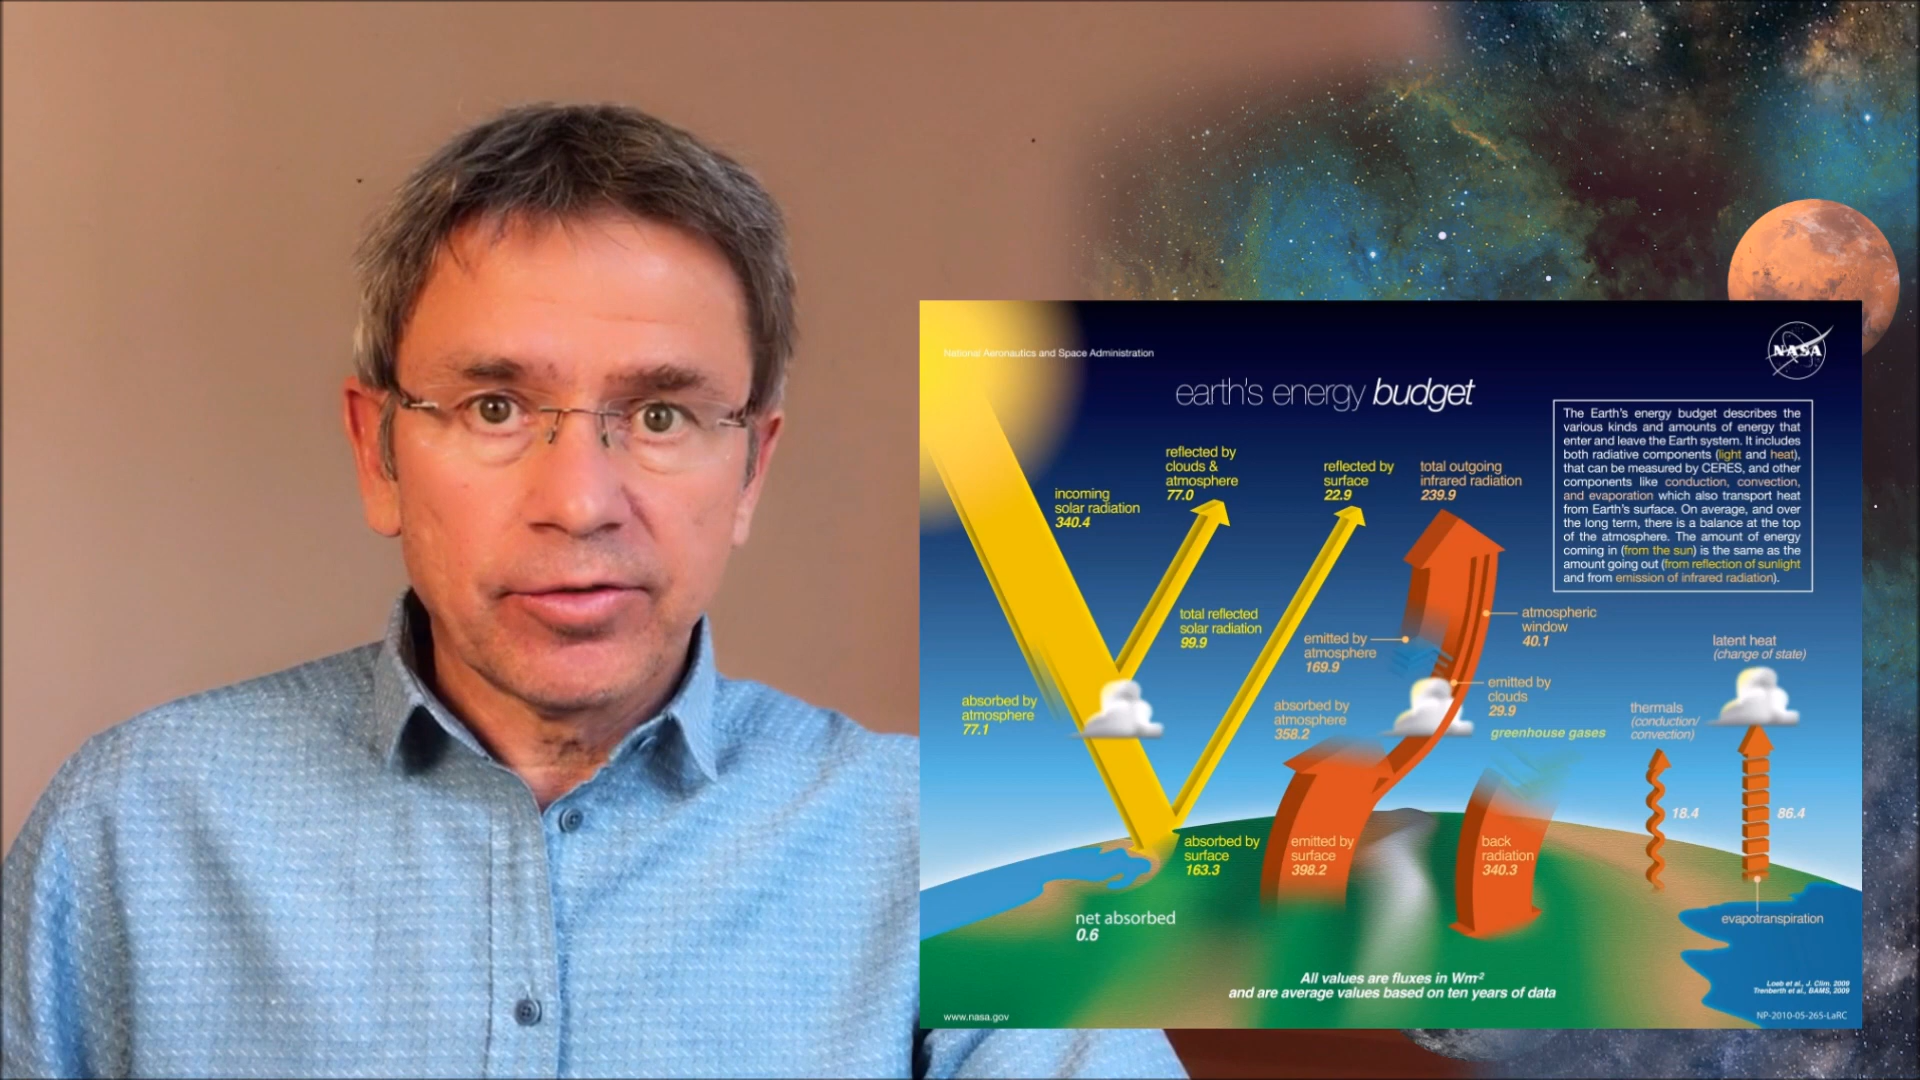 National Aeronautics and Space Administration
NASA
earth's energy budget
The Earth's energy budget describes the
various kinds and amounts of energy that
enter and leave the Earth system. It includes
both radiative components (light and heat),
that can be measured by CERES, and other
components like conduction, convection,
and evaporation which also transport heat
from Earth's surface. On average, and over
the long term, there is a balance at the top
of the atmosphere. The amount of energy
coming in (from the sun) is the same as the
amount going out (from reflection of sunlight
and from emission of infrared radiation).
reflected by
clouds &
atmosphere
77.0
reflected by
surface
22.9
total outgoing
infrared radiation
239.9
incoming
solar radiation
340.4
total reflected
solar radiation
99.9
atmospheric
window
40.1
emitted by
atmosphere
169.9
latent heat
(change of state)
emitted by
clouds
29.9
absorbed by
atmosphere
77.1
absorbed by
atmosphere
358.2
thermals
(conduction/
convection)
greenhouse gases
18.4
86.4
absorbed by
surface
163.3
emitted by
surface
398.2
back
radiation
340.3
net absorbed
0.6
evapotranspiration
All values are fluxes in Wm-2
and are average values based on ten years of data
Loeb et al., J. Clim. 2009
Trenberth et al., BAMS, 2009
www.nasa.gov
NP-2010-05-265-LaRC